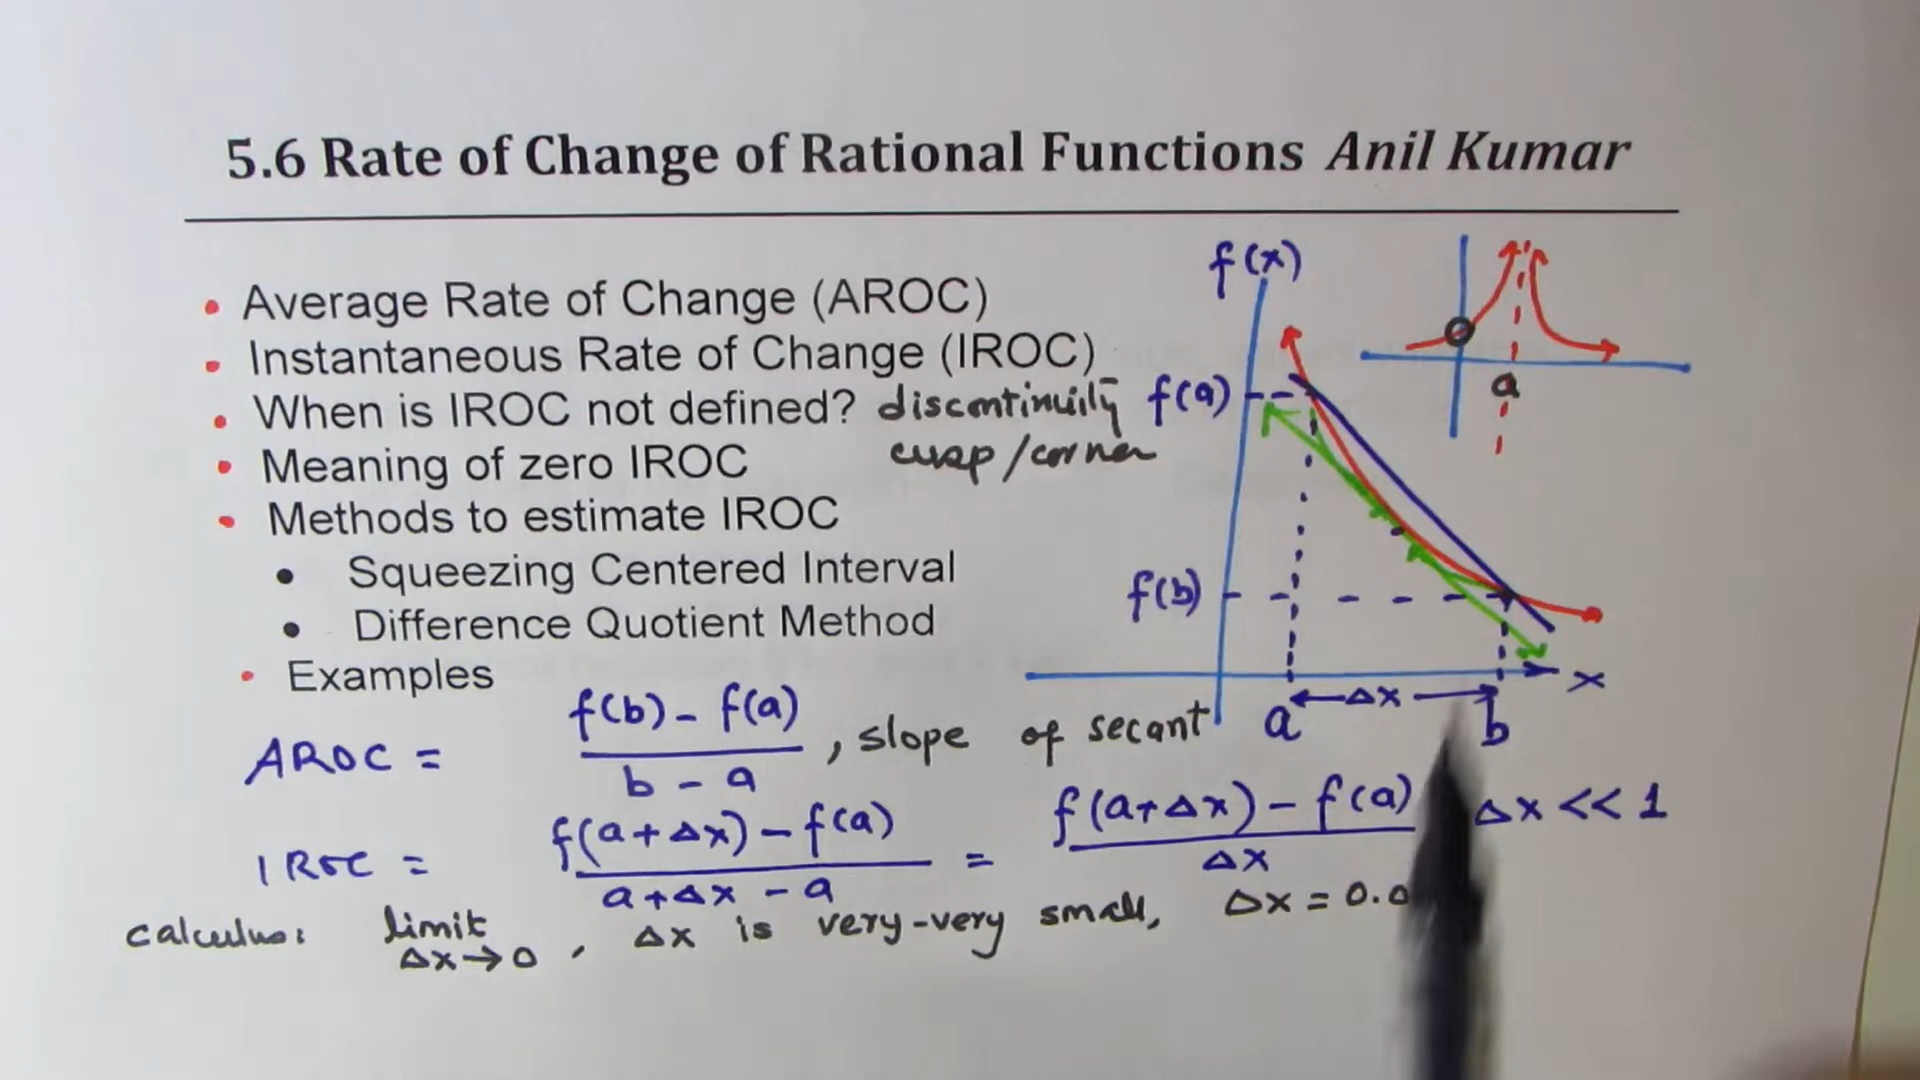 5.6 Rate of Change of Rational Functions Anil Kumar
• Average Rate of Change (AROC)
• Instantaneous Rate of Change (IROC)
• When is IROC not defined? discontinuity
cusp/corner
• Meaning of zero IROC
• Methods to estimate IROC
• Squeezing Centered Interval
• Difference Quotient Method
• Examples
AROC = f(b) - f(a) / b - a , slope of secant
IROC = f(a+Δx) - f(a) / a+Δx - a = f(a+Δx) - f(a) / Δx Δx << 1
calculus: limit Δx→0 , Δx is very-very small, Δx = 0.0
f(x)
a
f(a)
f(b)
x
a Δx b